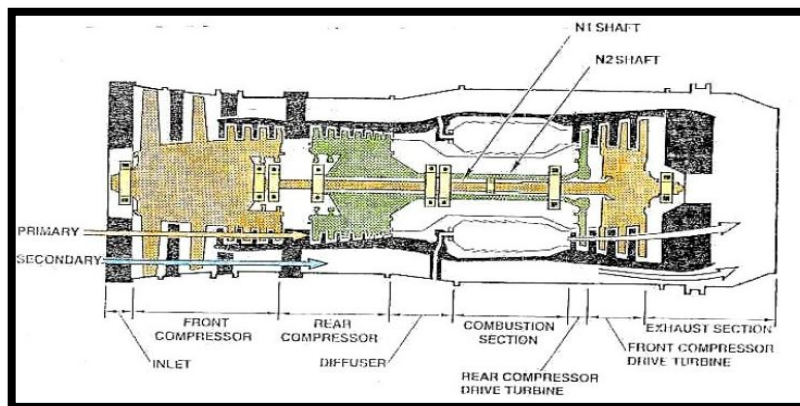 N1 SHAFT
N2 SHAFT
PRIMARY
SECONDARY
FRONT
COMPRESSOR
REAR
COMPRESSOR
COMBUSTION
SECTION
EXHAUST SECTION
INLET
DIFFUSER
FRONT COMPRESSOR
DRIVE TURBINE
REAR COMPRESSOR
DRIVE TURBINE